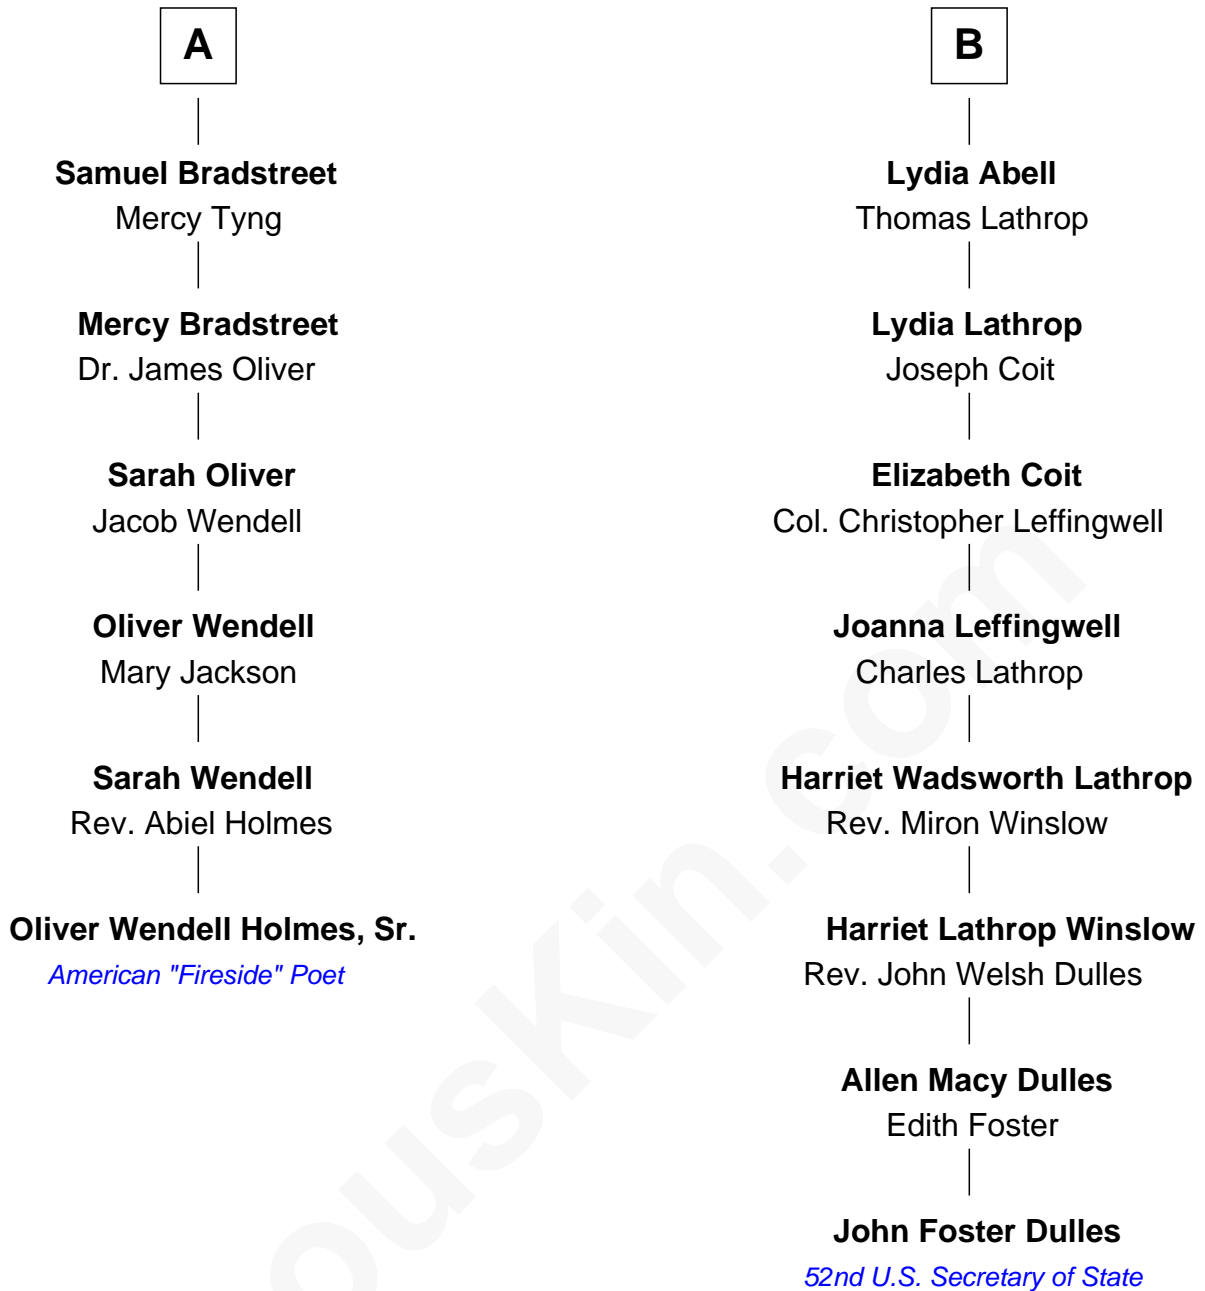 A
Samuel Bradstreet
Mercy Tyng
Mercy Bradstreet
Dr. James Oliver
Sarah Oliver
Jacob Wendell
Oliver Wendell
Mary Jackson
Sarah Wendell
Rev. Abiel Holmes
Oliver Wendell Holmes, Sr.
American "Fireside" Poet
B
Lydia Abell
Thomas Lathrop
Lydia Lathrop
Joseph Coit
Elizabeth Coit
Col. Christopher Leffingwell
Joanna Leffingwell
Charles Lathrop
Harriet Wadsworth Lathrop
Rev. Miron Winslow
Harriet Lathrop Winslow
Rev. John Welsh Dulles
Allen Macy Dulles
Edith Foster
John Foster Dulles
52nd U.S. Secretary of State
ousKin.com